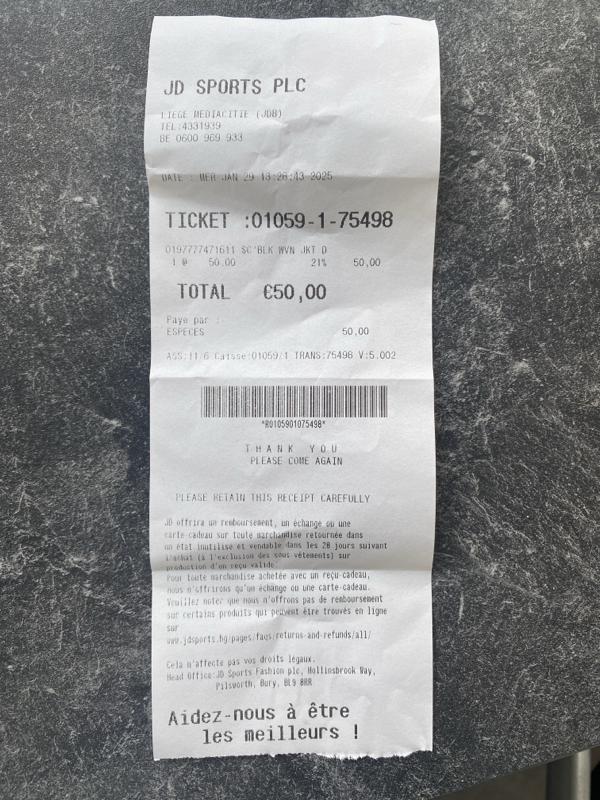 JD SPORTS PLC
LIEGE MEDIACITIE (JDB)
TEL:4331939
BE 0600 969 933
DATE : MER JAN 29 13:26:43 2025
TICKET :01059-1-75498
0197777471611 SC'BLK WVN JKT D
1 @ 50.00 21% 50,00
TOTAL €50,00
Paye par :-
ESPECES 50,00
ASS:11/6 Caisse:01059/1 TRANS:75498 V:5.002
*R0105901075498*
THANK YOU
PLEASE COME AGAIN
PLEASE RETAIN THIS RECEIPT CAREFULLY
JD offrira un remboursement, un échange ou une
carte-cadeau sur toute marchandise retournée dans
un état inutilisé et vendable dans les 28 jours suivant
l'achat (à l'exclusion des sous vêtements) sur
production d'un reçu valide
Pour toute marchandise achetée avec un reçu-cadeau,
nous n'offrirons qu'un échange ou une carte-cadeau.
Veuillez noter que nous n'offrons pas de remboursement
sur certains produits qui peuvent être trouvés en ligne
sur
www.jdsports.bg/pages/faqs/returns-and-refunds/all/
Cela n'affecte pas vos droits légaux.
Head Office:JD Sports Fashion plc, Hollinsbrook Way,
Pilsworth, Bury, BL9 8RR
Aidez-nous à être
les meilleurs !